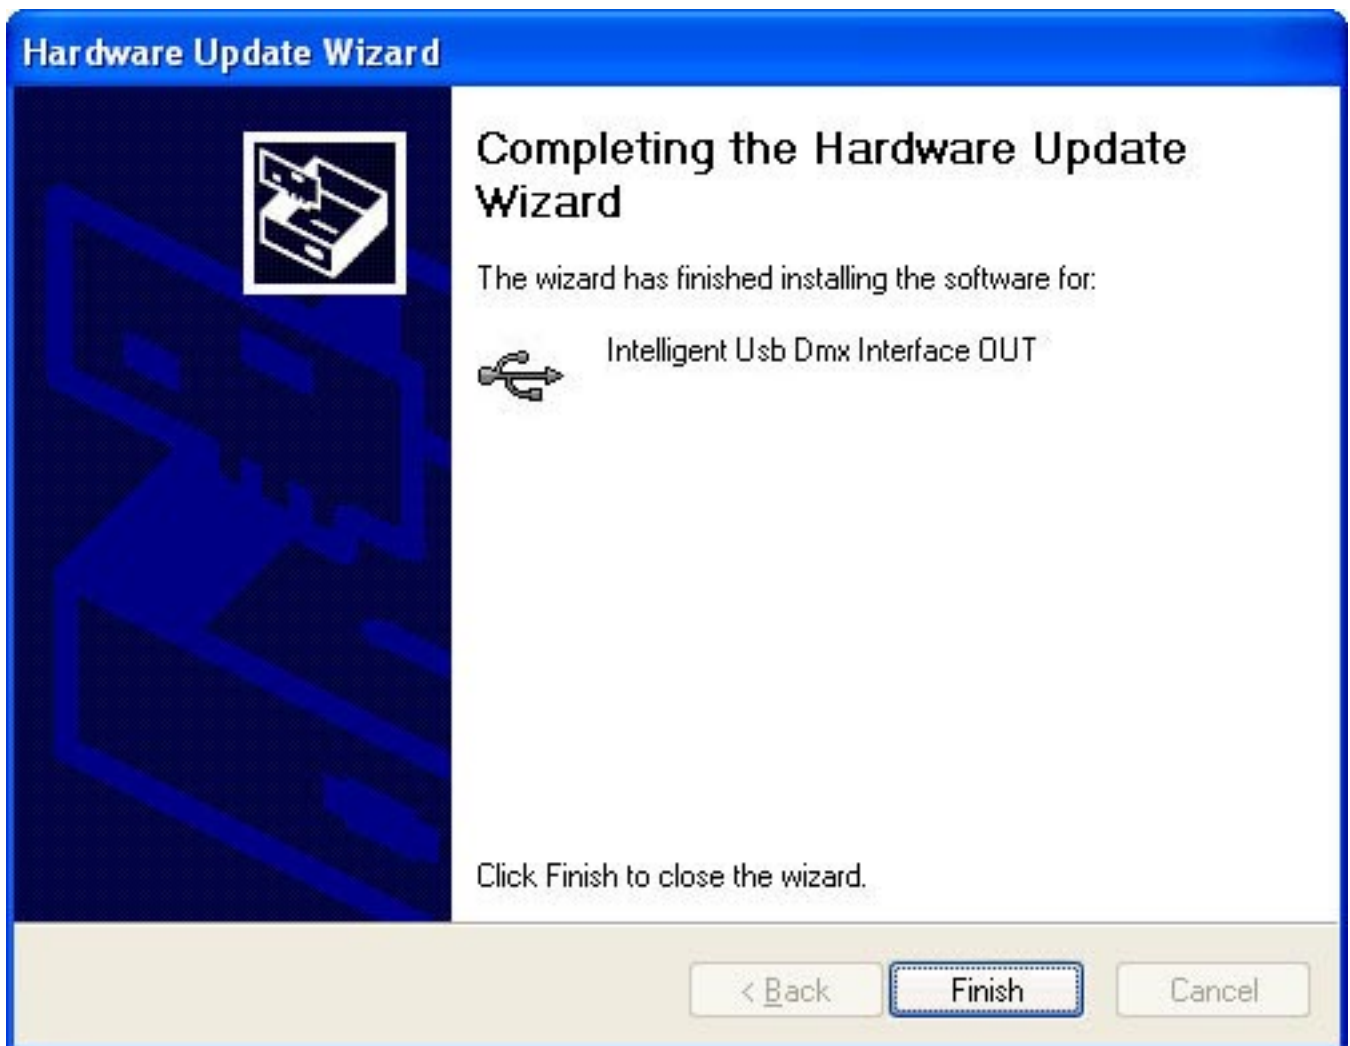 Hardware Update Wizard
Completing the Hardware Update
Wizard
The wizard has finished installing the software for:
Intelligent Usb Dmx Interface OUT
Click Finish to close the wizard.
< Back
Finish
Cancel